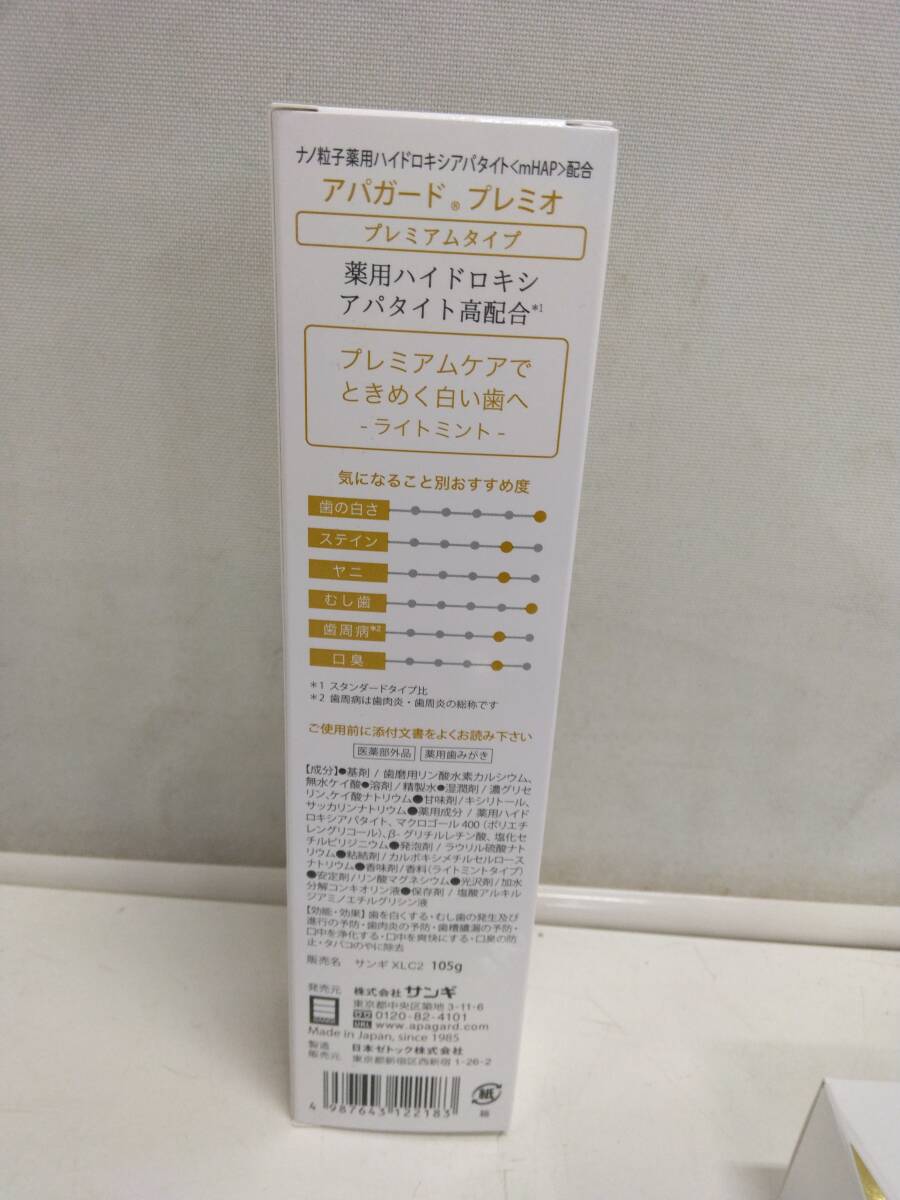 ナノ粒子薬用ハイドロキシアパタイト<mHAP>配合
アパガード® プレミオ
プレミアムタイプ
薬用ハイドロキシ
アパタイト高配合*1
プレミアムケアで
ときめく白い歯へ
- ライトミント -
気になること別おすすめ度
歯の白さ
ステイン
ヤニ
むし歯
歯周病*2
口臭
*1 スタンダードタイプ比
*2 歯周病は歯肉炎・歯周炎の総称です
ご使用前に添付文書をよくお読み下さい
医薬部外品 薬用歯みがき
【成分】●基剤/歯磨用リン酸水素カルシウム、
無水ケイ酸●溶剤/精製水●湿潤剤/濃グリセ
リン、ケイ酸ナトリウム●甘味剤/キシリトール、
サッカリンナトリウム●薬用成分/薬用ハイド
ロキシアパタイト、マクロゴール400(ポリエチ
レングリコール)、β-グリチルレチン酸、塩化セ
チルピリジニウム●発泡剤/ラウリル硫酸ナト
リウム●粘結剤/カルボキシメチルセルロース
ナトリウム●香味剤/香料(ライトミントタイプ)
●安定剤/リン酸マグネシウム●光沢剤/加水
分解コンキオリン液●保存剤/塩酸アルキル
ジアミノエチルグリシン液
【効能・効果】歯を白くする・むし歯の発生及び
進行の予防・歯肉炎の予防・歯槽膿漏の予防・
口中を浄化する・口中を爽快にする・口臭の防
止・タバコのやに除去
販売名 サンギXLC2 105g
発売元 株式会社サンギ
東京都中央区築地3-11-6
0120-82-4101
URL www.apagard.com
Made in Japan, since 1985
製造 日本ゼトック株式会社
販売元 東京都新宿区西新宿1-26-2
4 987643 122183
紙
箱